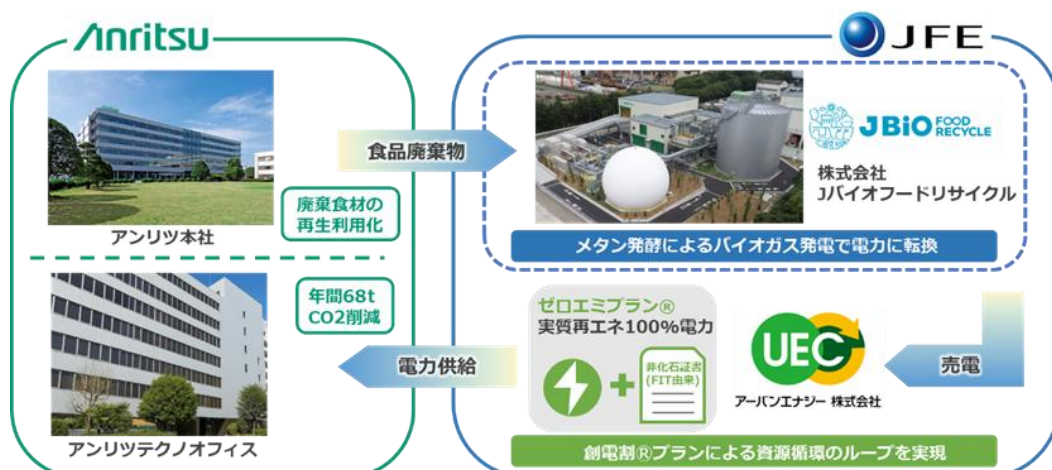 Anritsu
JFE
アンリツ本社
廃棄食材の
再生利用化
食品廃棄物
JBiO FOOD
RECYCLE
株式会社
Jバイオフードリサイクル
メタン発酵によるバイオガス発電で電力に転換
年間68t
CO2削減
アンリツテクノオフィス
電力供給
ゼロエミプラン®
実質再エネ100%電力
非化石証書
(FIT由来)
UEC
アーバンエナジー 株式会社
売電
創電割®プランによる資源循環のループを実現